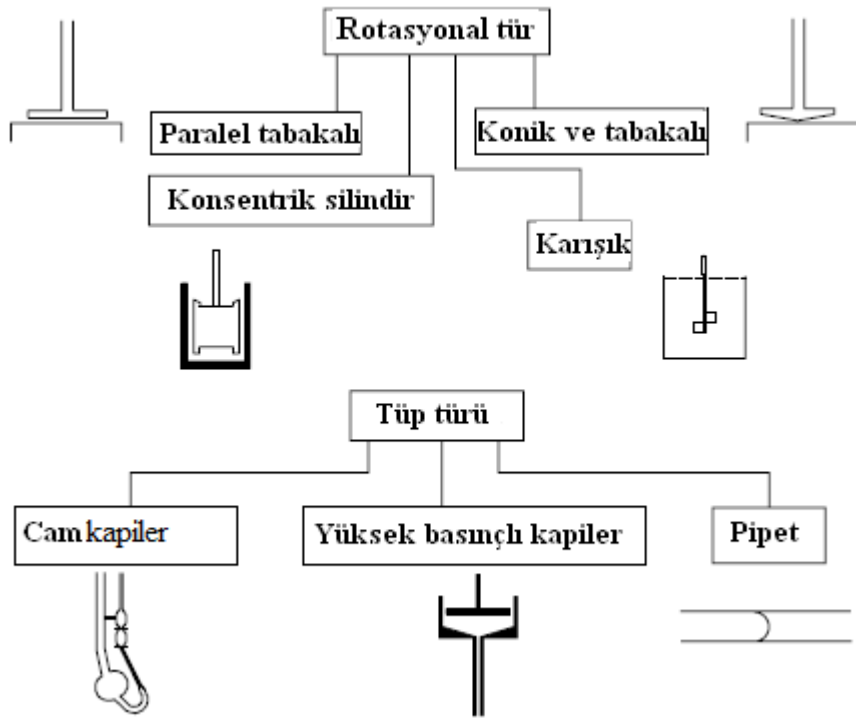 Rotasyonal tür
Paralel tabakalı
Konik ve tabakalı
Konsentrik silindir
Karışık
Tüp türü
Cam kapiler
Yüksek basınçlı kapiler
Pipet